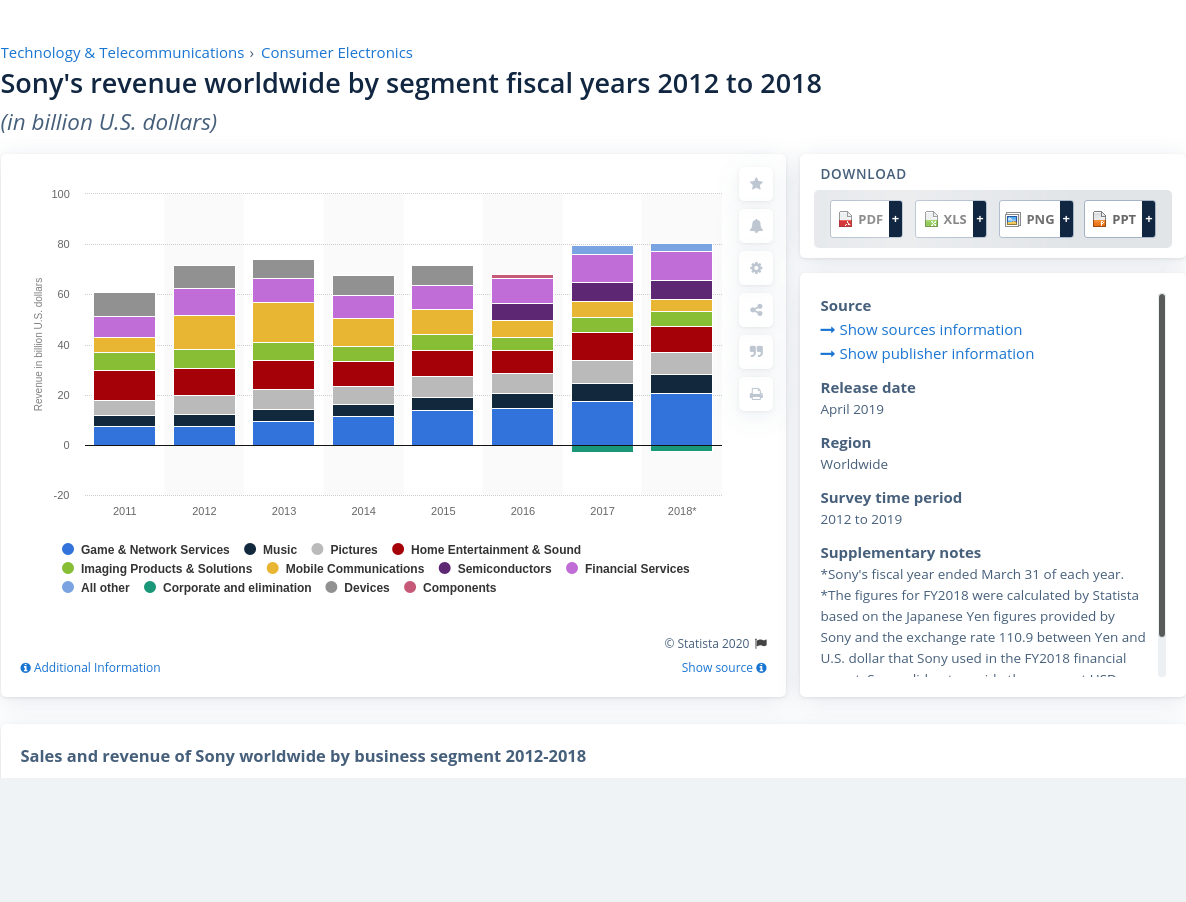 Technology & Telecommunications › Consumer Electronics
Sony's revenue worldwide by segment fiscal years 2012 to 2018
(in billion U.S. dollars)
100
80
60
40
20
0
-20
Revenue in billion U.S. dollars
2011 2012 2013 2014 2015 2016 2017 2018*
Game & Network Services Music Pictures Home Entertainment & Sound
Imaging Products & Solutions Mobile Communications Semiconductors Financial Services
All other Corporate and elimination Devices Components
© Statista 2020
Additional Information Show source
DOWNLOAD
PDF + XLS + PNG + PPT +
Source
Show sources information
Show publisher information
Release date
April 2019
Region
Worldwide
Survey time period
2012 to 2019
Supplementary notes
*Sony's fiscal year ended March 31 of each year.
*The figures for FY2018 were calculated by Statista
based on the Japanese Yen figures provided by
Sony and the exchange rate 110.9 between Yen and
U.S. dollar that Sony used in the FY2018 financial
Sales and revenue of Sony worldwide by business segment 2012-2018